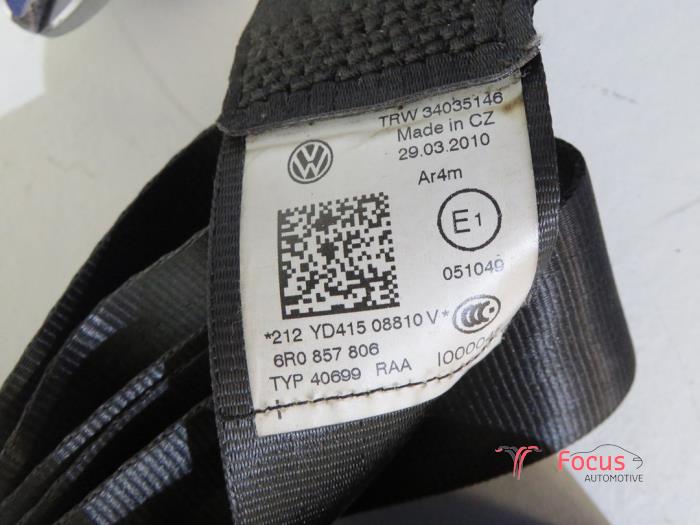 TRW 34035146
Made in CZ
29.03.2010
Ar4m
E1
051049
*212 YD415 08810 V*
CCC
6R0 857 806
TYP 40699 RAA
Focus
AUTOMOTIVE